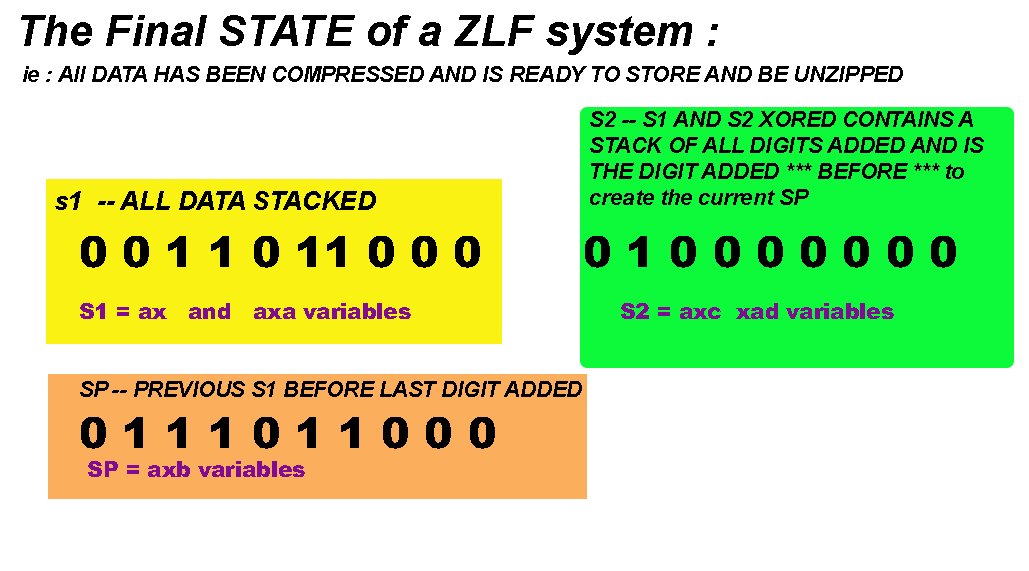 The Final STATE of a ZLF system :
ie : All DATA HAS BEEN COMPRESSED AND IS READY TO STORE AND BE UNZIPPED
S2 -- S1 AND S2 XORED CONTAINS A
STACK OF ALL DIGITS ADDED AND IS
THE DIGIT ADDED *** BEFORE *** to
create the current SP
0 1 0 0 0 0 0 0 0
S2 = axc xad variables
s1 -- ALL DATA STACKED
0 0 1 1 0 11 0 0 0
S1 = ax and axa variables
SP -- PREVIOUS S1 BEFORE LAST DIGIT ADDED
0 1 1 1 0 1 1 0 0 0
SP = axb variables